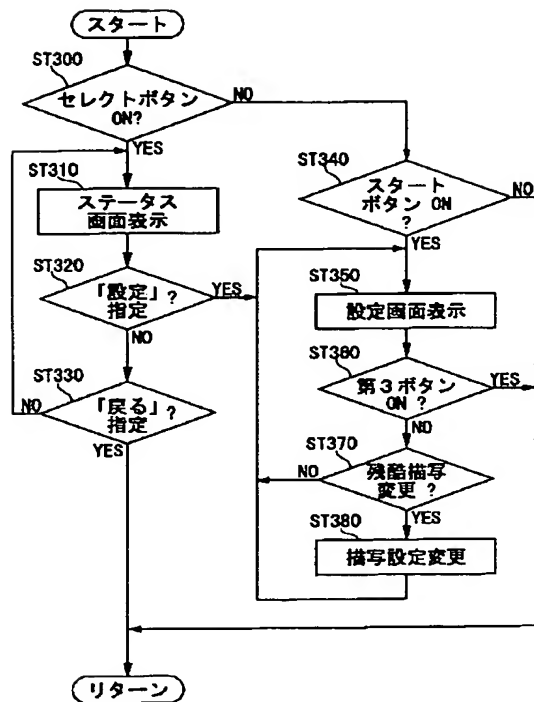 スタート
ST300
セレクトボタン
ON?
NO
YES
ST310
ステータス
画面表示
ST320
「設定」?
指定
YES
NO
ST330
「戻る」?
指定
NO
YES
ST340
スタート
ボタン ON
?
NO
YES
ST350
設定画面表示
ST360
第3ボタン
ON ?
YES
NO
ST370
残酷描写
変更 ?
NO
YES
ST380
描写設定変更
リターン